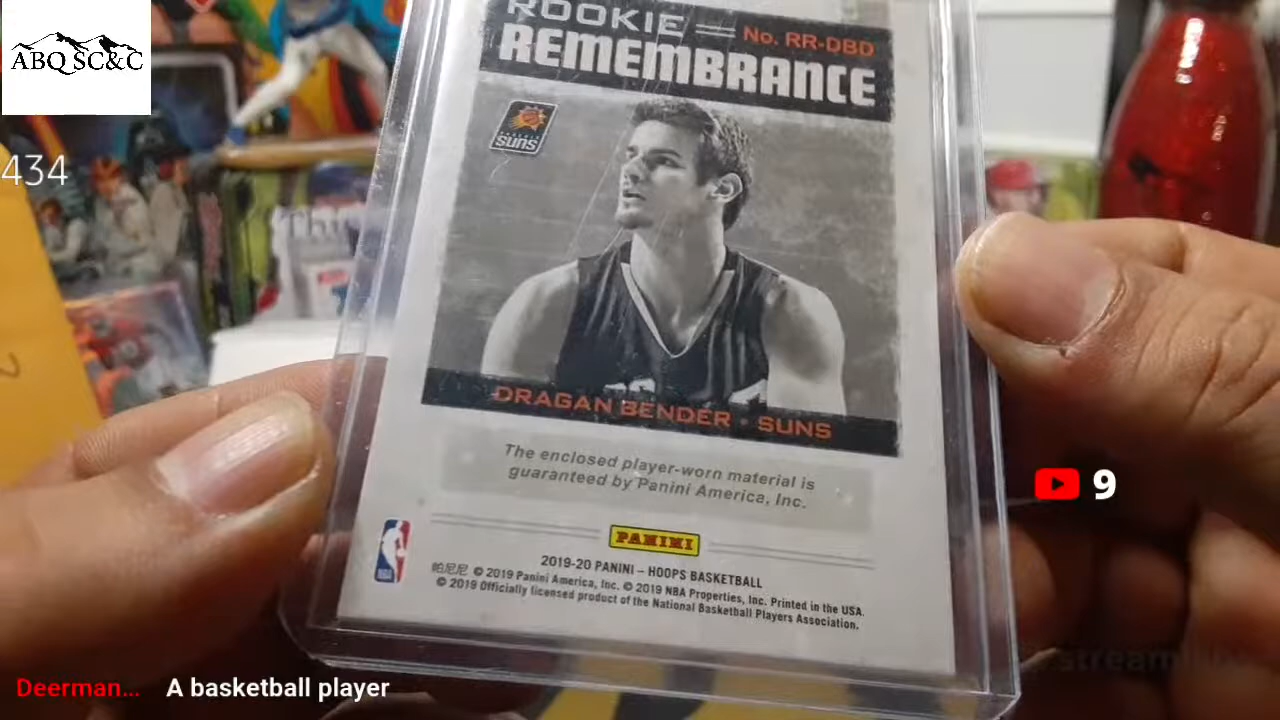 ABQ SC&C
434
ROOKIE
No. RR-DBD
REMEMBRANCE
SUNS
DRAGAN BENDER • SUNS
The enclosed player-worn material is
guaranteed by Panini America, Inc.
PANINI
2019-20 PANINI – HOOPS BASKETBALL
帕尼尼 © 2019 Panini America, Inc. © 2019 NBA Properties, Inc. Printed in the USA.
© 2019 Officially licensed product of the National Basketball Players Association.
9
Deerman... A basketball player